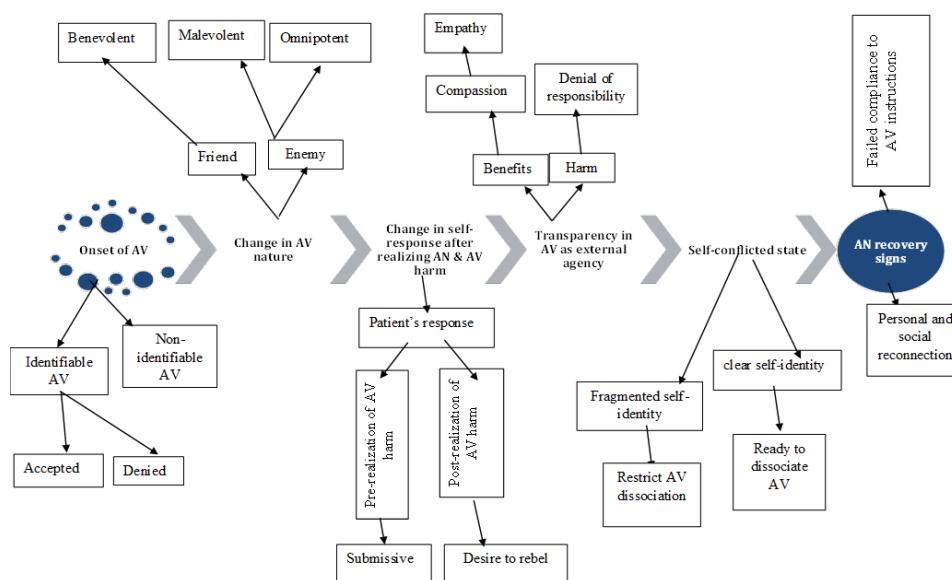 Benevolent
Malevolent
Omnipotent
Friend
Enemy
Empathy
Compassion
Denial of
responsibility
Benefits
Harm
Failed compliance to
AV instructions
Onset of AV
Change in AV
nature
Change in self-
response after
realizing AN & AV
harm
Transparency in
AV as external
agency
Self-conflicted state
AN recovery
signs
Identifiable
AV
Non-
identifiable
AV
Accepted
Denied
Patient's response
Pre-realization of AV
harm
Post-realization of
AV harm
Submissive
Desire to rebel
Fragmented self-
identity
clear self-identity
Restrict AV
dissociation
Ready to
dissociate
AV
Personal and
social
reconnection